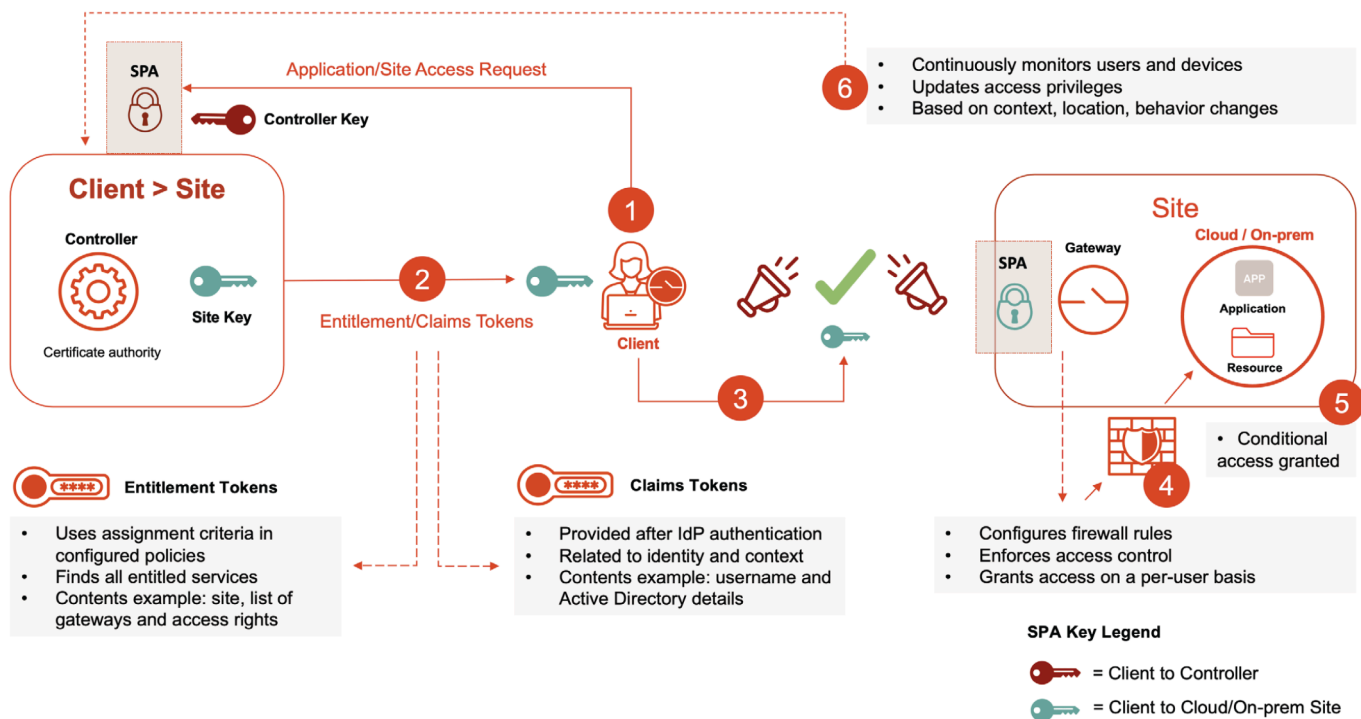 SPA
Application/Site Access Request
Controller Key
6
• Continuously monitors users and devices
• Updates access privileges
• Based on context, location, behavior changes
Client > Site
Controller
Site Key
Certificate authority
1
2
Entitlement/Claims Tokens
Client
3
Site
SPA
Gateway
Cloud / On-prem
APP
Application
Resource
5
• Conditional
access granted
4
• Configures firewall rules
• Enforces access control
• Grants access on a per-user basis
**** Entitlement Tokens
• Uses assignment criteria in
configured policies
• Finds all entitled services
• Contents example: site, list of
gateways and access rights
**** Claims Tokens
• Provided after IdP authentication
• Related to identity and context
• Contents example: username and
Active Directory details
SPA Key Legend
= Client to Controller
= Client to Cloud/On-prem Site